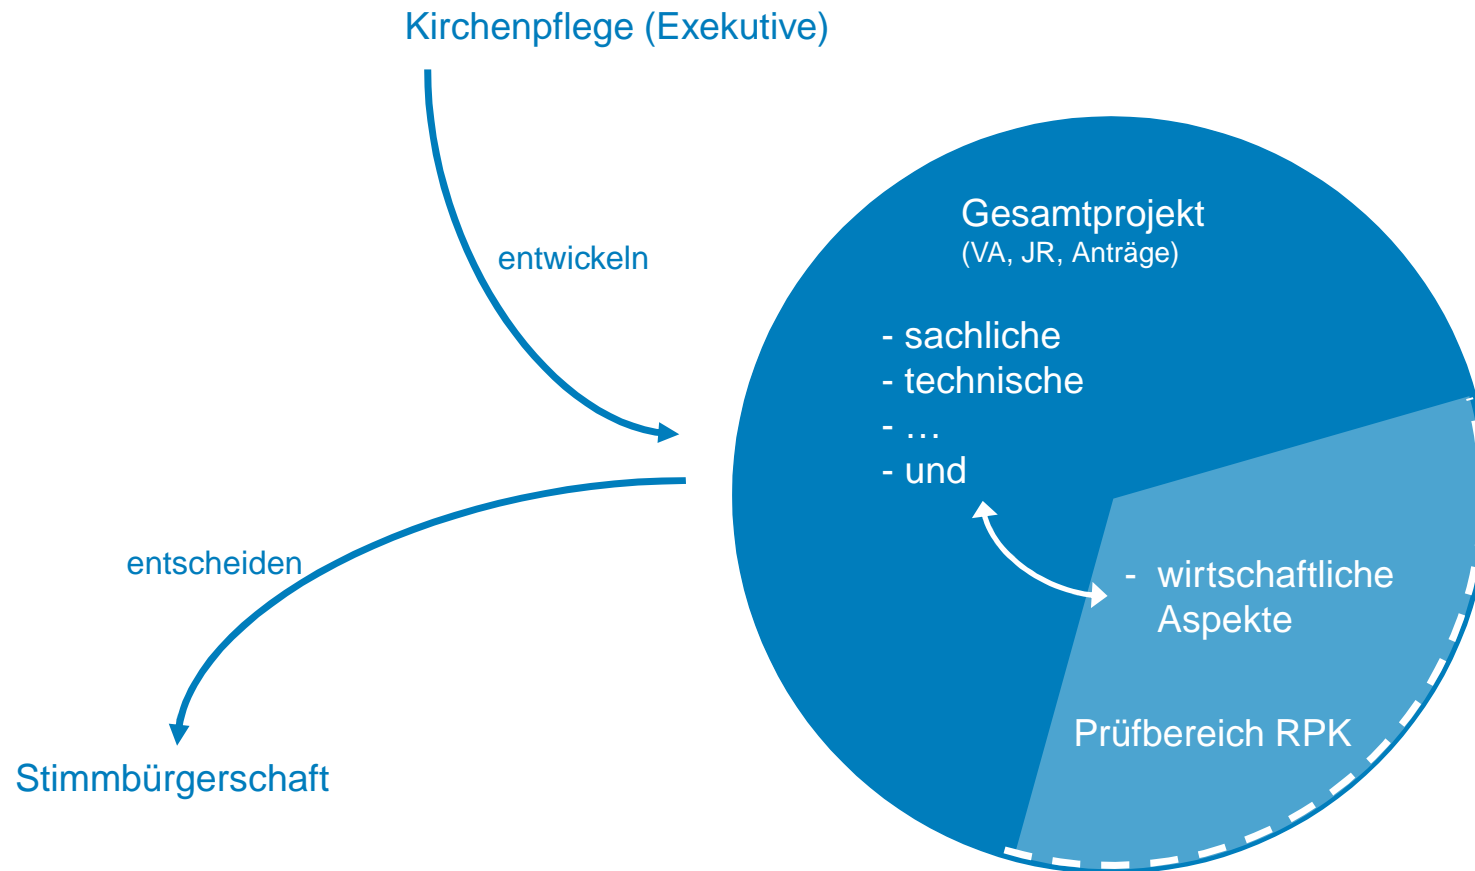 Kirchenpflege (Exekutive)
entwickeln
entscheiden
Stimmbürgerschaft
Gesamtprojekt
(VA, JR, Anträge)
- sachliche
- technische
- …
- und
- wirtschaftliche
Aspekte
Prüfbereich RPK